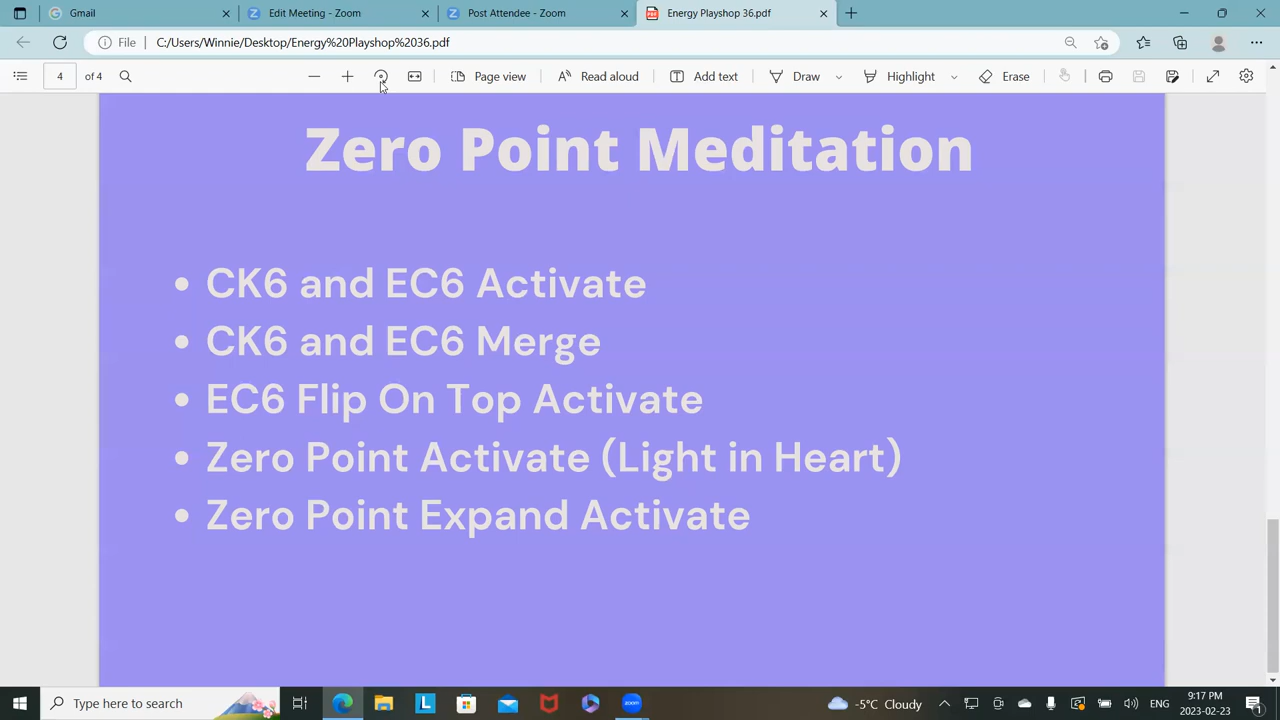 Gmail
Edit Meeting - Zoom
Post Attendee - Zoom
Energy Playshop 36.pdf
File
C:/Users/Winnie/Desktop/Energy%20Playshop%2036.pdf
4 of 4
Page view
Read aloud
Add text
Draw
Highlight
Erase
Zero Point Meditation
• CK6 and EC6 Activate
• CK6 and EC6 Merge
• EC6 Flip On Top Activate
• Zero Point Activate (Light in Heart)
• Zero Point Expand Activate
Type here to search
L
zoom
-5°C Cloudy
ENG
9:17 PM
2023-02-23
1